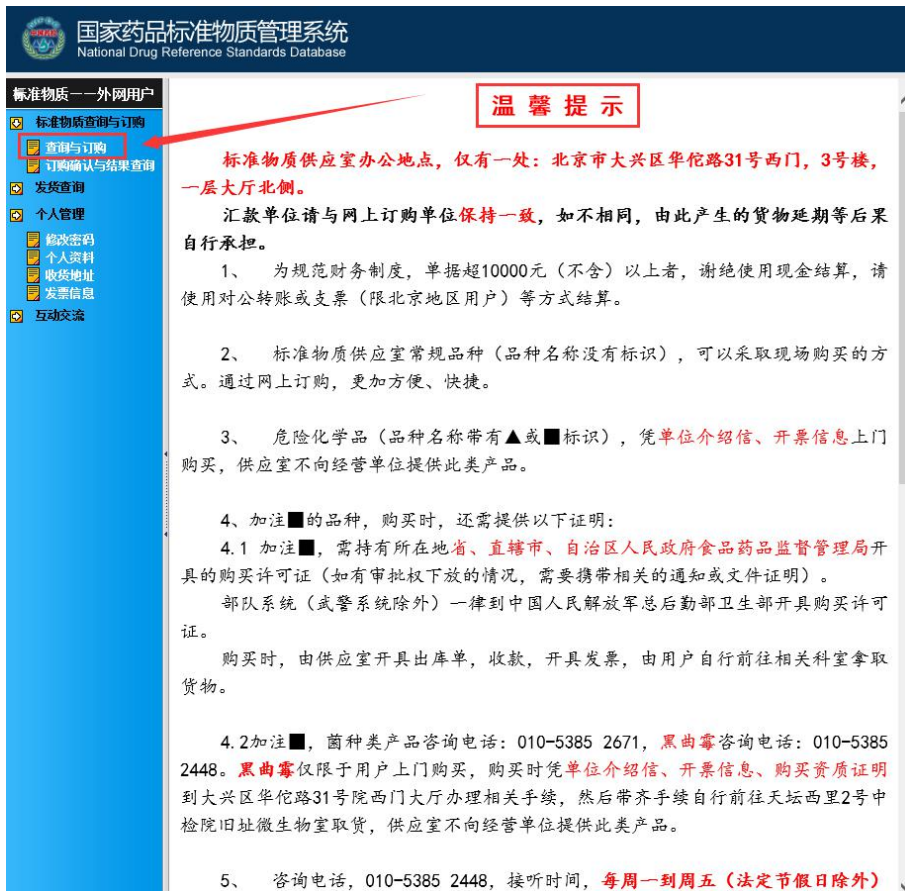 国家药品标准物质管理系统
National Drug Reference Standards Database
标准物质——外网用户
标准物质查询与订购
查询与订购
订购确认与结果查询
发货查询
个人管理
修改密码
个人资料
收货地址
发票信息
互动交流
温 馨 提 示
标准物质供应室办公地点，仅有一处：北京市大兴区华佗路31号西门，3号楼，
一层大厅北侧。
汇款单位请与网上订购单位保持一致，如不相同，由此产生的货物延期等后果
自行承担。
1、 为规范财务制度，单据超10000元（不含）以上者，谢绝使用现金结算，请
使用对公转账或支票（限北京地区用户）等方式结算。
2、 标准物质供应室常规品种（品种名称没有标识），可以采取现场购买的方
式。通过网上订购，更加方便、快捷。
3、 危险化学品（品种名称带有▲或■标识），凭单位介绍信、开票信息上门
购买，供应室不向经营单位提供此类产品。
4、加注■的品种，购买时，还需提供以下证明：
4.1 加注■，需持有所在地省、直辖市、自治区人民政府食品药品监督管理局开
具的购买许可证（如有审批权下放的情况，需要携带相关的通知或文件证明）。
部队系统（武警系统除外）一律到中国人民解放军总后勤部卫生部开具购买许可
证。
购买时，由供应室开具出库单，收款，开具发票，由用户自行前往相关科室拿取
货物。
4.2加注■，菌种类产品咨询电话：010-5385 2671，黑曲霉咨询电话：010-5385
2448。黑曲霉仅限于用户上门购买，购买时凭单位介绍信、开票信息、购买资质证明
到大兴区华佗路31号院西门大厅办理相关手续，然后带齐手续自行前往天坛西里2号中
检院旧址微生物室取货，供应室不向经营单位提供此类产品。
5、 咨询电话，010-5385 2448，接听时间，每周一到周五（法定节假日除外）